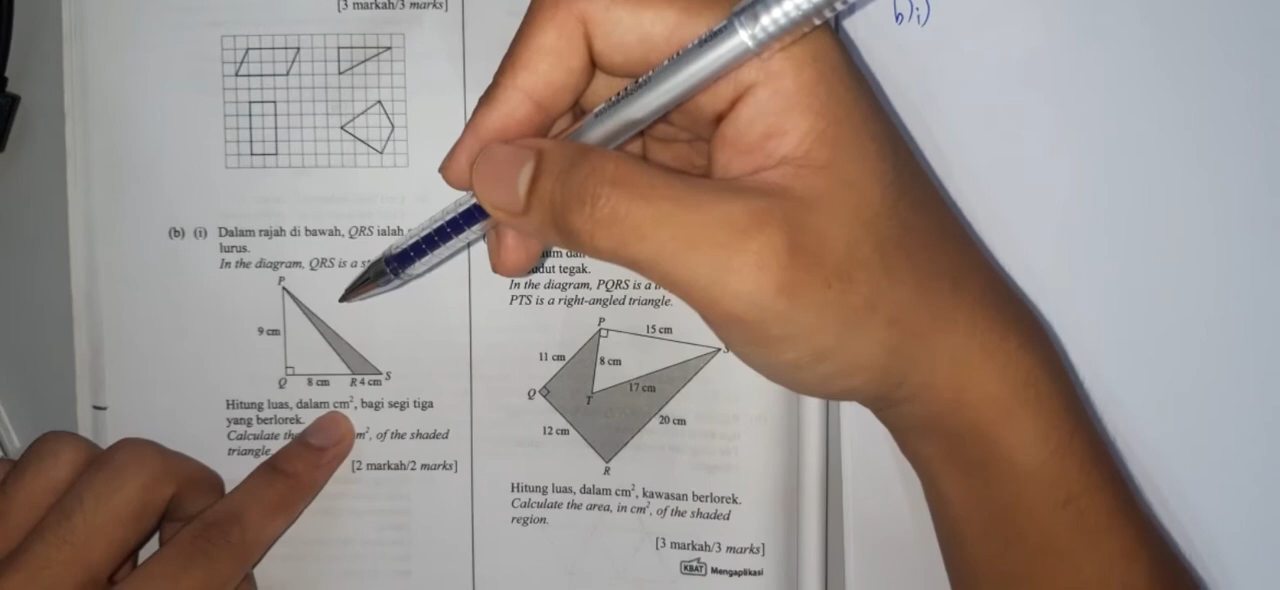 [3 markah/3 marks]
b)i)
(b) (i) Dalam rajah di bawah, QRS ialah
lurus.
In the diagram, QRS is a
P
9 cm
Q 8 cm R 4 cm S
Hitung luas, dalam cm², bagi segi tiga
yang berlorek.
Calculate of the shaded
triangle.
[2 markah/2 marks]
tegak.
In the diagram, PQRS is a
PTS is a right-angled triangle.
P
15 cm
S
11 cm
8 cm
Q
T
17 cm
12 cm
20 cm
R
Hitung luas, dalam cm², kawasan berlorek.
Calculate the area, in cm², of the shaded
region.
[3 markah/3 marks]
KBAT Mengaplikasi